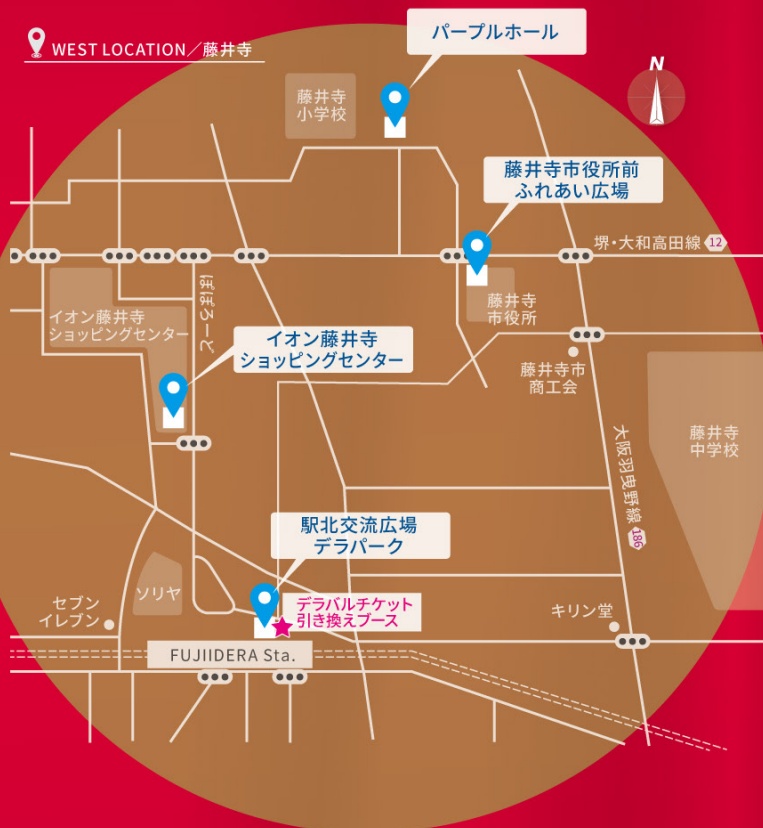 WEST LOCATION／藤井寺
パープルホール
N
藤井寺
小学校
藤井寺市役所前
ふれあい広場
堺・大和高田線 12
ぱぱろーど
藤井寺
市役所
イオン藤井寺
ショッピングセンター
イオン藤井寺
ショッピングセンター
藤井寺市
商工会
大阪羽曳野線 186
藤井寺
中学校
駅北交流広場
デラパーク
ソリヤ
セブン
イレブン
デラバルチケット
引き換えブース
キリン堂
FUJIIDERA Sta.